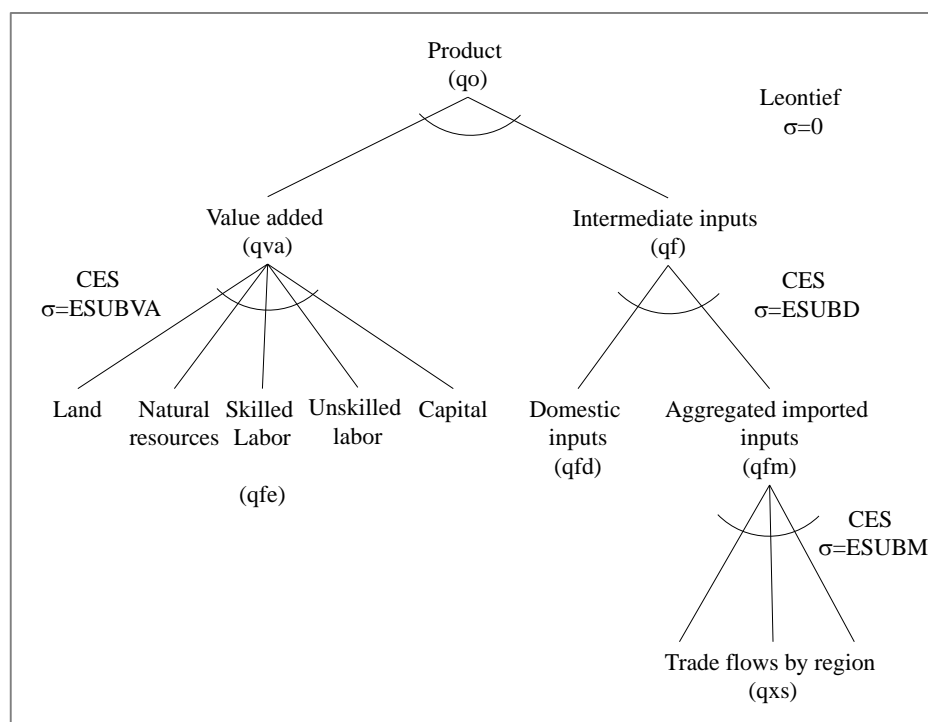 Product
(qo)
Leontief
σ=0
Value added
(qva)
Intermediate inputs
(qf)
CES
σ=ESUBVA
CES
σ=ESUBD
Land
Natural
resources
Skilled
Labor
Unskilled
labor
Capital
(qfe)
Domestic
inputs
(qfd)
Aggregated imported
inputs
(qfm)
CES
σ=ESUBM
Trade flows by region
(qxs)